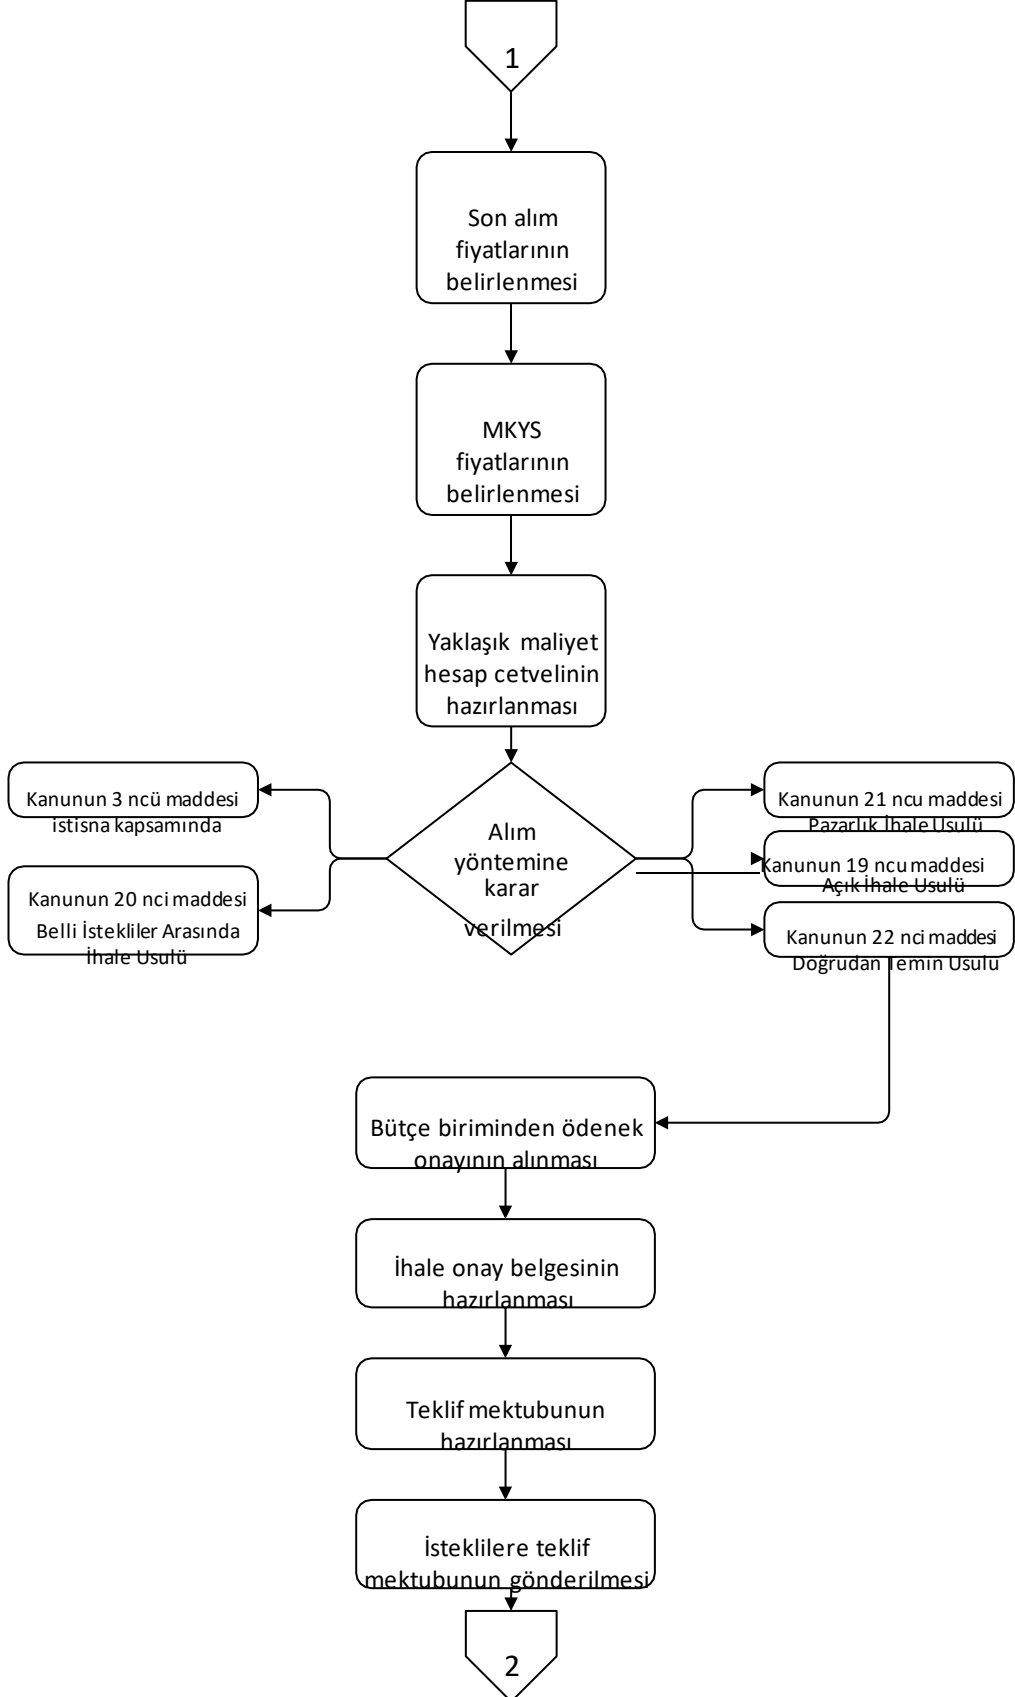 1
Son alım
fiyatlarının
belirlenmesi
MKYS
fiyatlarının
belirlenmesi
Yaklaşık maliyet
hesap cetvelinin
hazırlanması
Alım
yöntemine
karar
verilmesi
Kanunun 3 ncü maddesi
istisna kapsamında
Kanunun 20 nci maddesi
Belli İstekliler Arasında
İhale Usulü
Kanunun 21 ncu maddesi
Pazarlık İhale Usulü
Kanunun 19 ncu maddesi
Açık İhale Usulü
Kanunun 22 nci maddesi
Doğrudan Temin Usulü
Bütçe biriminden ödenek
onayının alınması
İhale onay belgesinin
hazırlanması
Teklif mektubunun
hazırlanması
İsteklilere teklif
mektubunun gönderilmesi
2